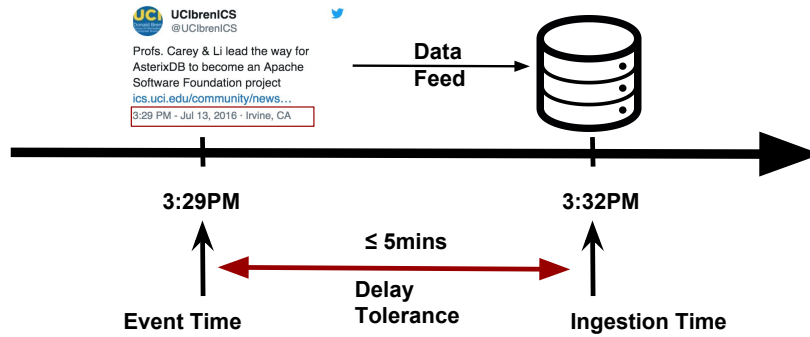 UCI
UCIbrenICS
@UCIbrenICS
Profs. Carey & Li lead the way for
AsterixDB to become an Apache
Software Foundation project
ics.uci.edu/community/news…
3:29 PM - Jul 13, 2016 · Irvine, CA
Data
Feed
3:29PM
3:32PM
≤ 5mins
Delay
Tolerance
Event Time
Ingestion Time